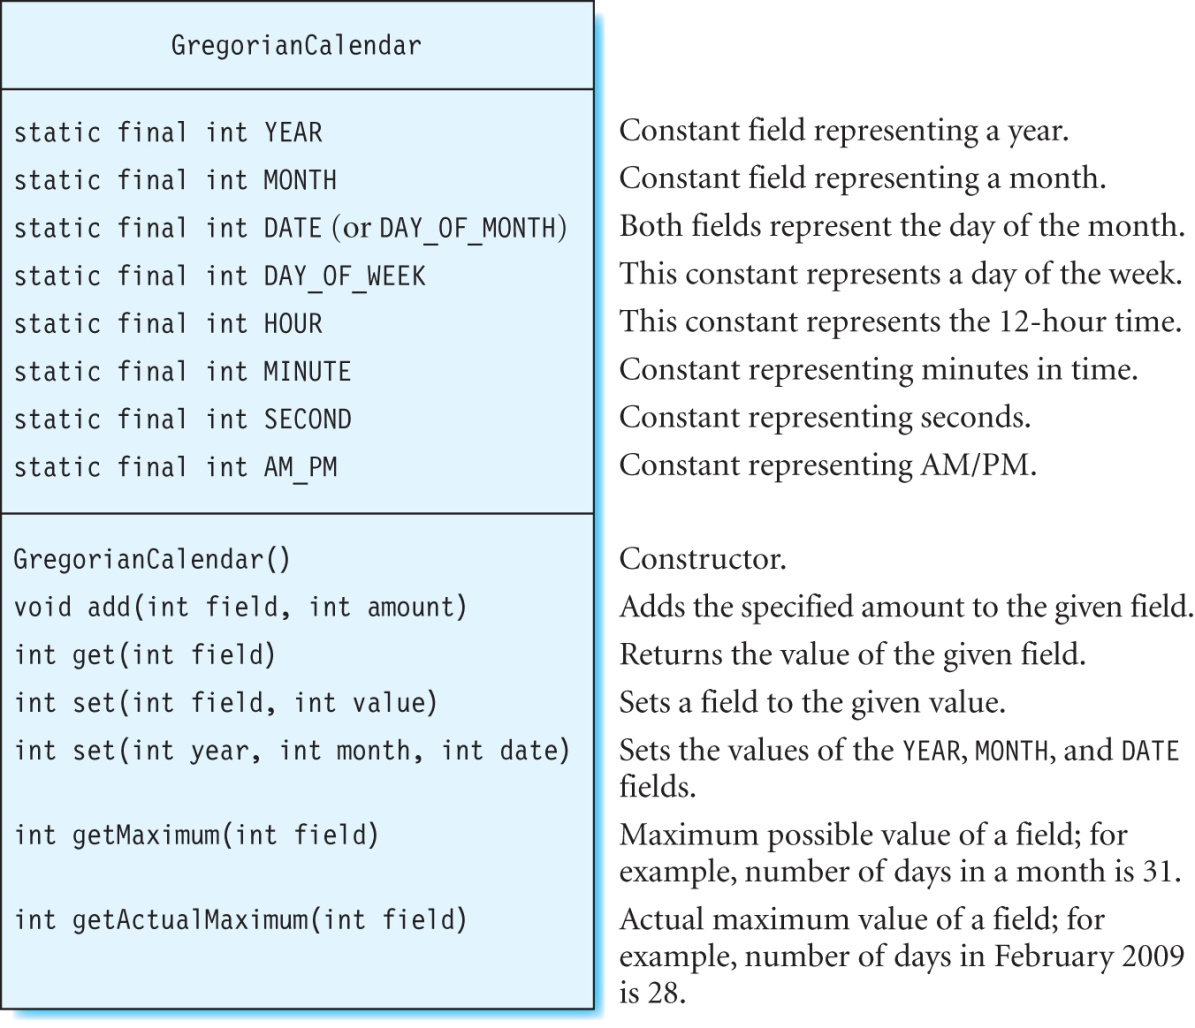 GregorianCalendar
static final int YEAR Constant field representing a year.
static final int MONTH Constant field representing a month.
static final int DATE (or DAY_OF_MONTH) Both fields represent the day of the month.
static final int DAY_OF_WEEK This constant represents a day of the week.
static final int HOUR This constant represents the 12-hour time.
static final int MINUTE Constant representing minutes in time.
static final int SECOND Constant representing seconds.
static final int AM_PM Constant representing AM/PM.
GregorianCalendar() Constructor.
void add(int field, int amount) Adds the specified amount to the given field.
int get(int field) Returns the value of the given field.
int set(int field, int value) Sets a field to the given value.
int set(int year, int month, int date) Sets the values of the YEAR, MONTH, and DATE
fields.
int getMaximum(int field) Maximum possible value of a field; for
example, number of days in a month is 31.
int getActualMaximum(int field) Actual maximum value of a field; for
example, number of days in February 2009
is 28.